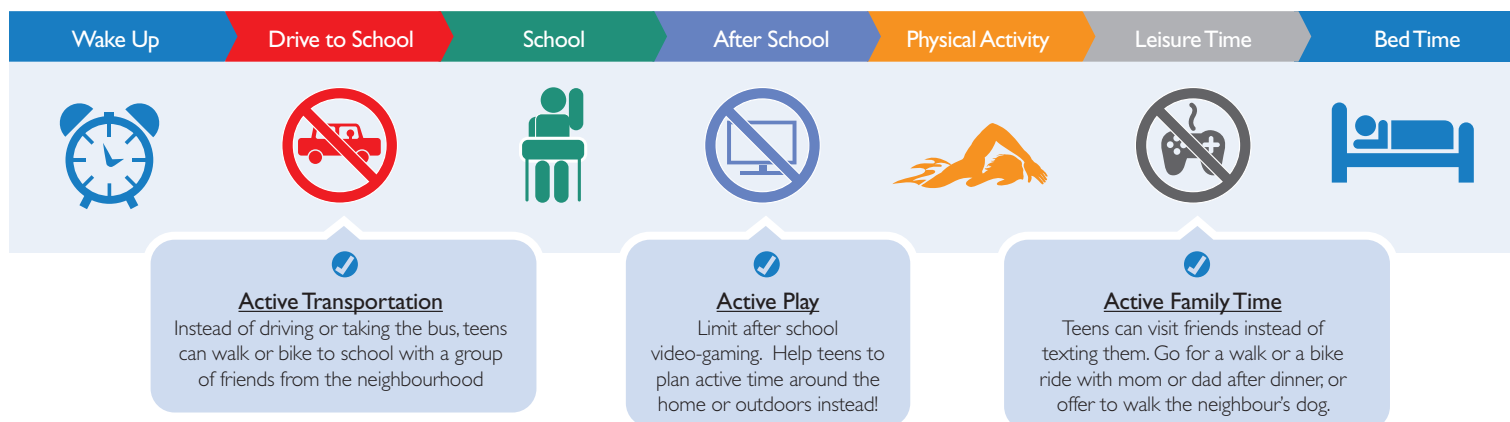 Wake Up
Drive to School
School
After School
Physical Activity
Leisure Time
Bed Time
Active Transportation
Instead of driving or taking the bus, teens
can walk or bike to school with a group
of friends from the neighbourhood
Active Play
Limit after school
video-gaming. Help teens to
plan active time around the
home or outdoors instead!
Active Family Time
Teens can visit friends instead of
texting them. Go for a walk or a bike
ride with mom or dad after dinner, or
offer to walk the neighbour's dog.